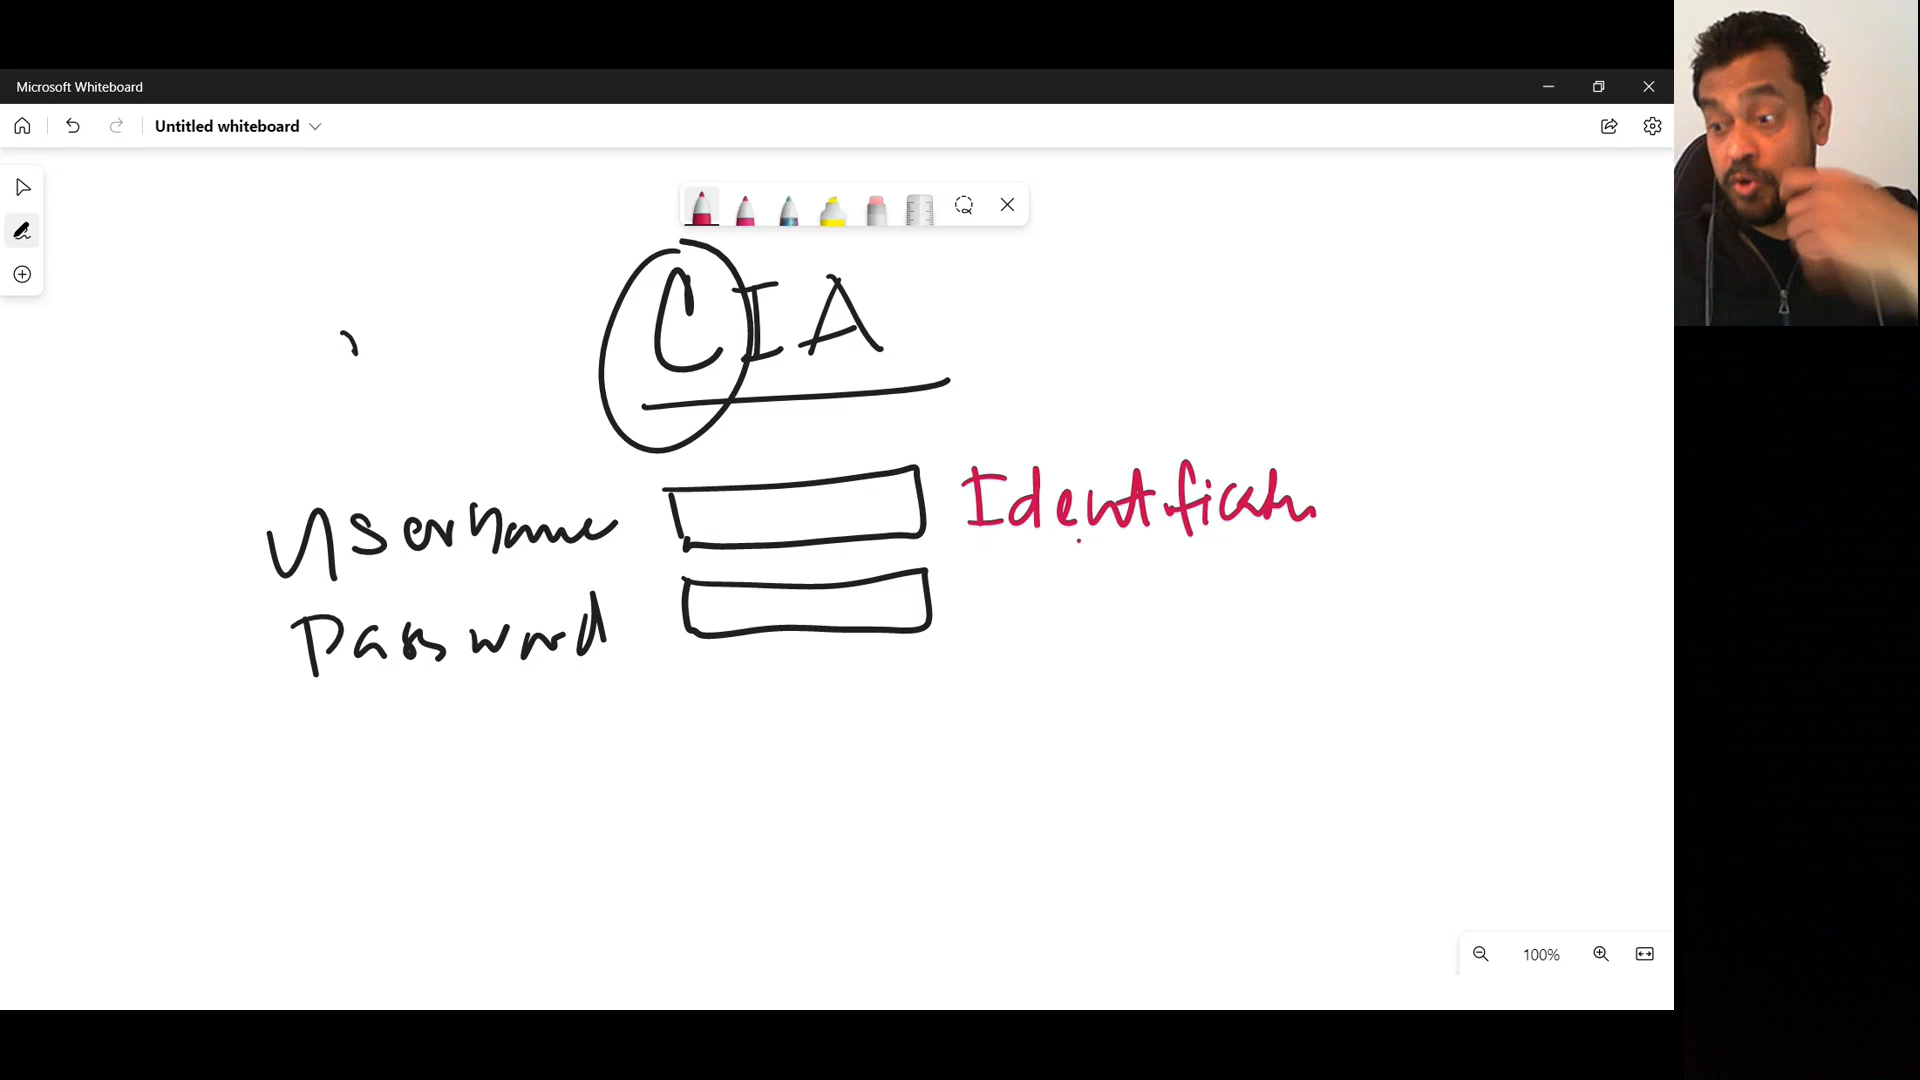 Microsoft Whiteboard
Untitled whiteboard
CIA
Username
Identification
Password
100%